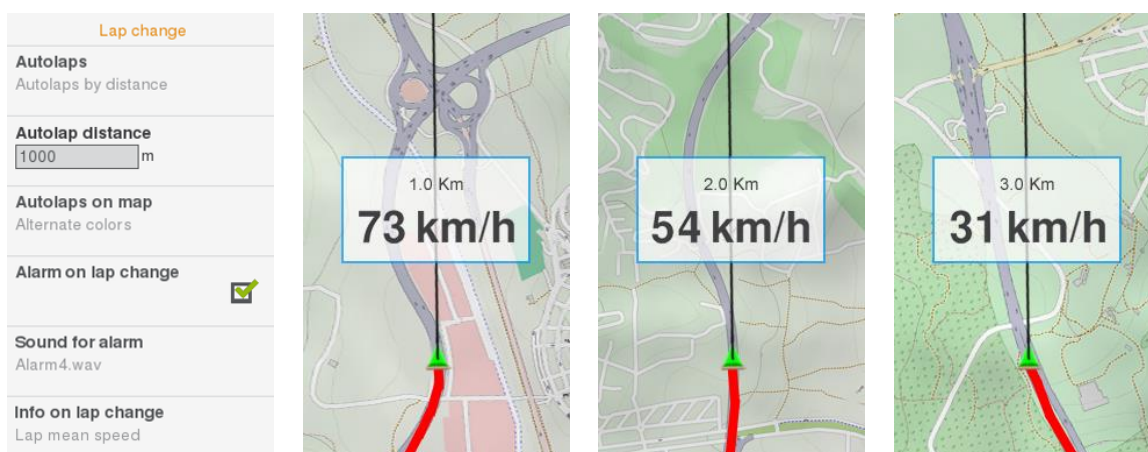 Lap change
Autolaps
Autolaps by distance
Autolap distance
1000 m
Autolaps on map
Alternate colors
Alarm on lap change
Sound for alarm
Alarm4.wav
Info on lap change
Lap mean speed
1.0 Km
73 km/h
2.0 Km
54 km/h
3.0 Km
31 km/h